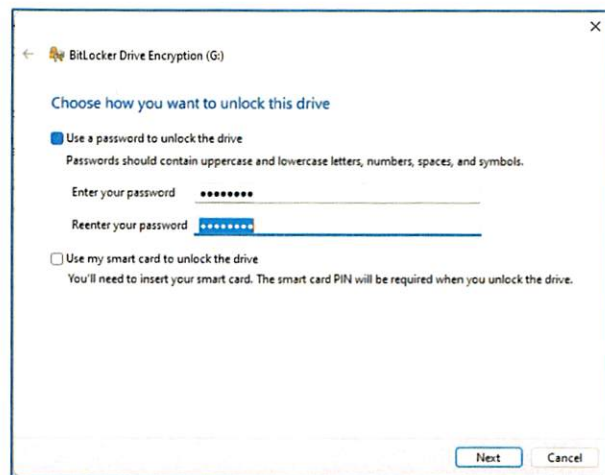 BitLocker Drive Encryption (G:)
Choose how you want to unlock this drive
Use a password to unlock the drive
Passwords should contain uppercase and lowercase letters, numbers, spaces, and symbols.
Enter your password ••••••••
Reenter your password ••••••••
Use my smart card to unlock the drive
You'll need to insert your smart card. The smart card PIN will be required when you unlock the drive.
Next Cancel